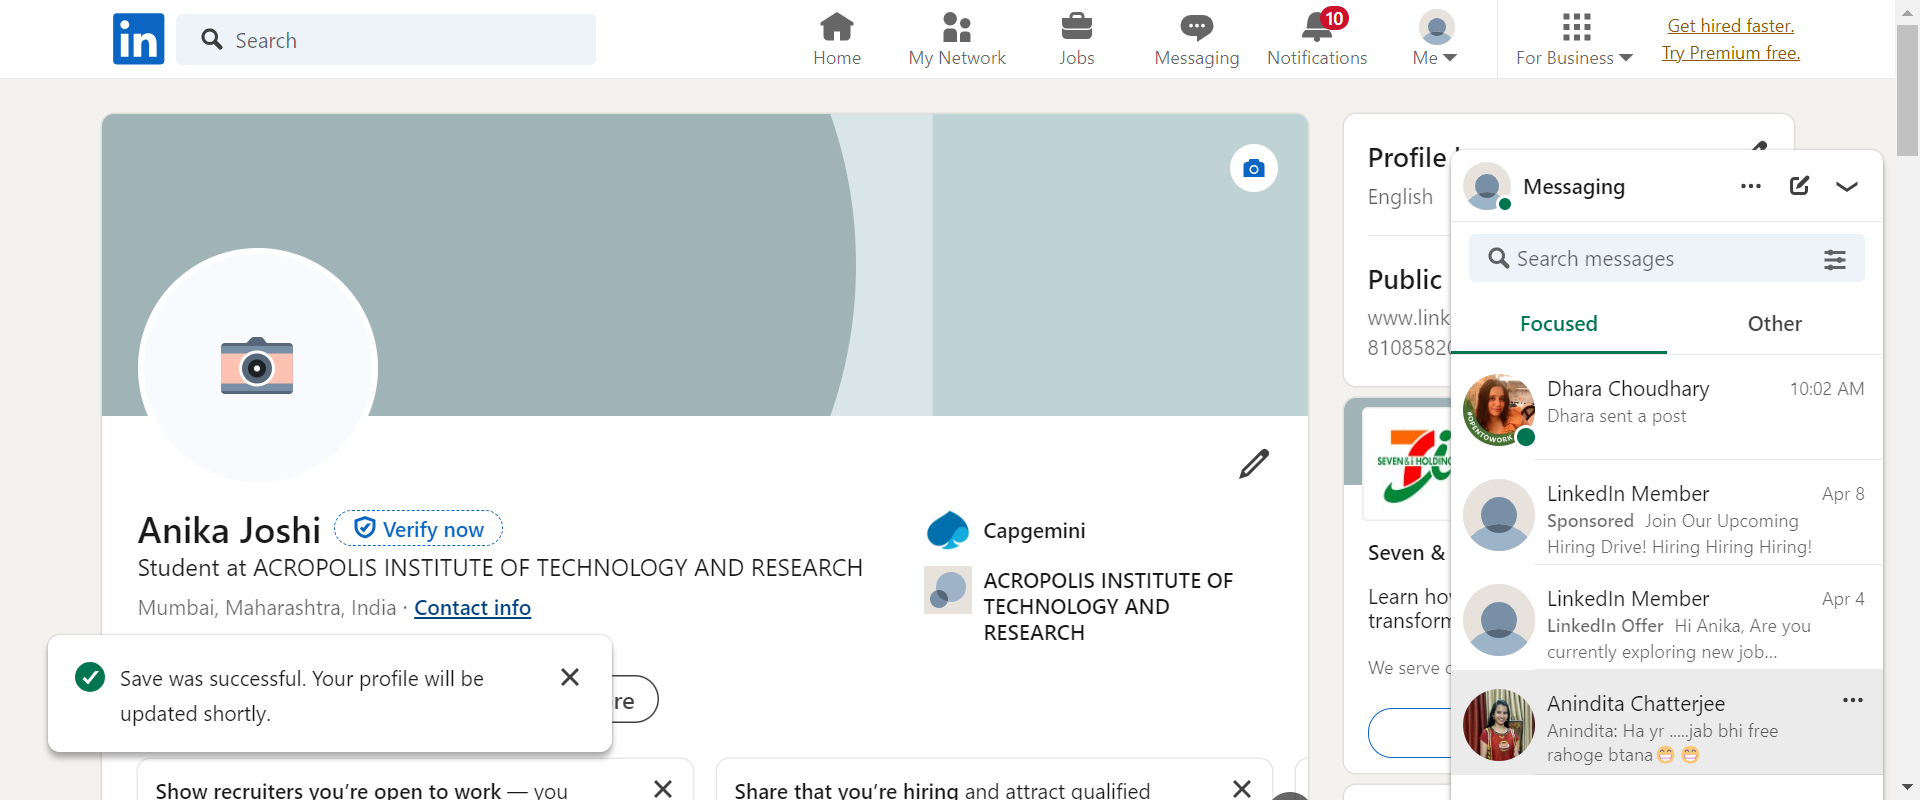 in
Search
Home
My Network
Jobs
Messaging
10
Notifications
Me
For Business
Get hired faster.
Try Premium free.
Anika Joshi
Verify now
Student at ACROPOLIS INSTITUTE OF TECHNOLOGY AND RESEARCH
Mumbai, Maharashtra, India · Contact info
Capgemini
ACROPOLIS INSTITUTE OF
TECHNOLOGY AND
RESEARCH
Save was successful. Your profile will be
updated shortly.
re
Show recruiters you're open to work — you
Share that you're hiring and attract qualified
Profile
English
Public
www.link
8108582
SEVEN & i HOLDING
Seven &
Learn ho
transform
We serve
Messaging
Search messages
Focused
Other
#OPENTOWORK
Dhara Choudhary
10:02 AM
Dhara sent a post
LinkedIn Member
Apr 8
Sponsored Join Our Upcoming
Hiring Drive! Hiring Hiring Hiring!
LinkedIn Member
Apr 4
LinkedIn Offer Hi Anika, Are you
currently exploring new job...
Anindita Chatterjee
Anindita: Ha yr .....jab bhi free
rahoge btana😁 😁